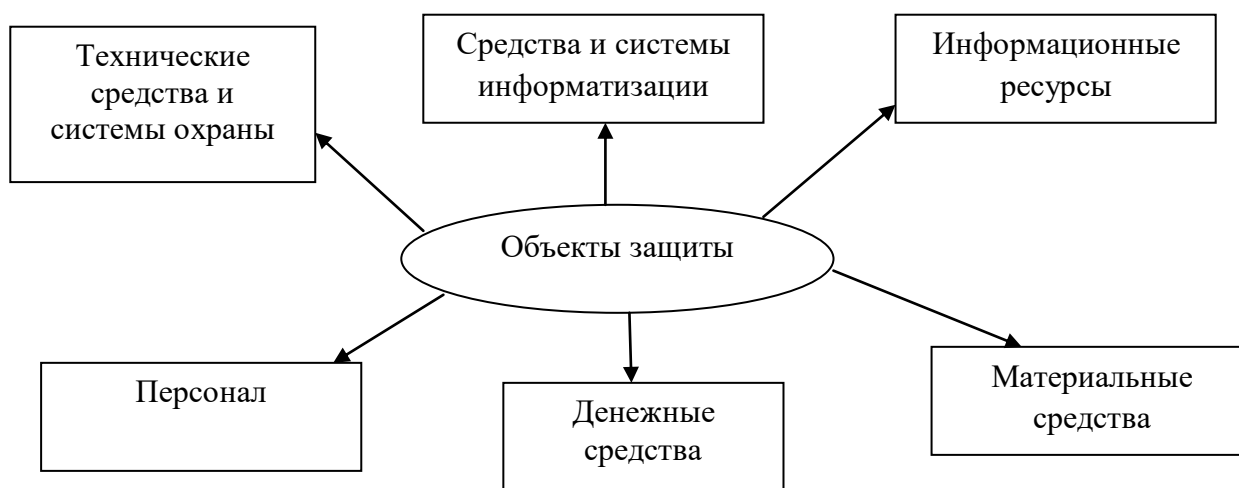 Технические
средства и
системы охраны
Средства и системы
информатизации
Информационные
ресурсы
Объекты защиты
Персонал
Денежные
средства
Материальные
средства